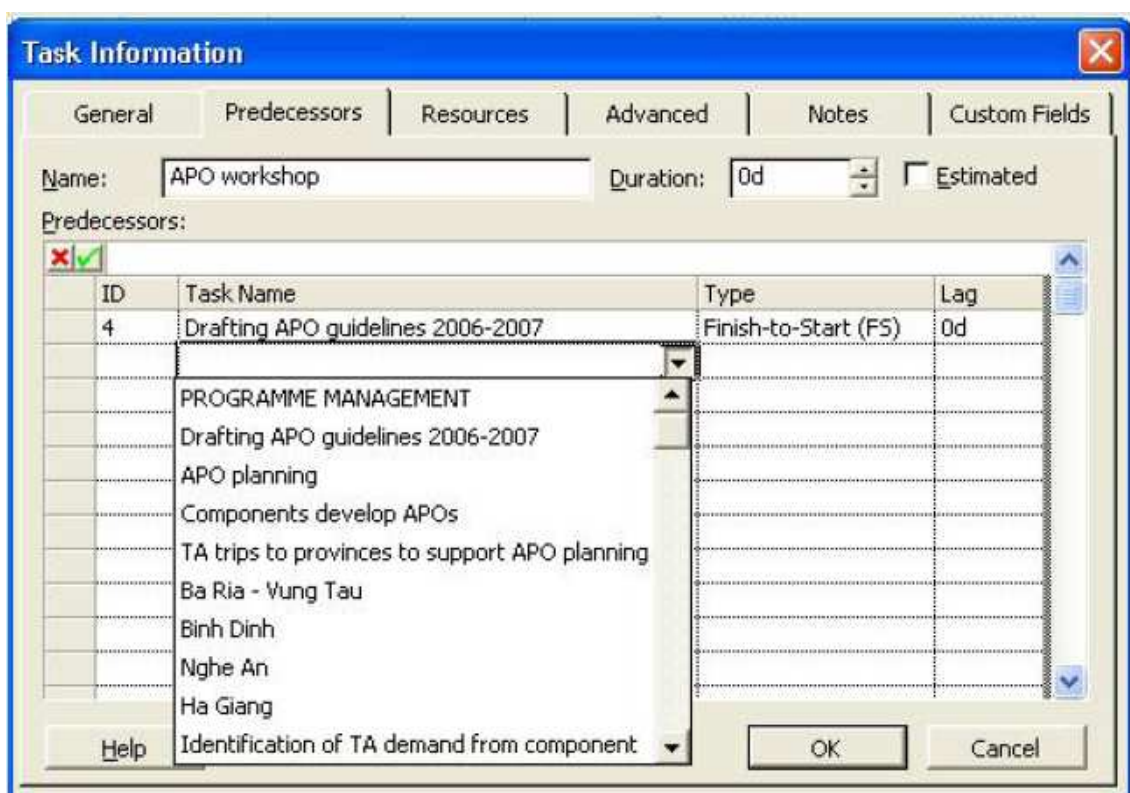 Task Information
General Predecessors Resources Advanced Notes Custom Fields
Name: APO workshop Duration: 0d Estimated
Predecessors:
ID Task Name Type Lag
4 Drafting APO guidelines 2006-2007 Finish-to-Start (FS) 0d
PROGRAMME MANAGEMENT
Drafting APO guidelines 2006-2007
APO planning
Components develop APOs
TA trips to provinces to support APO planning
Ba Ria - Vung Tau
Binh Dinh
Nghe An
Ha Giang
Identification of TA demand from component
Help OK Cancel